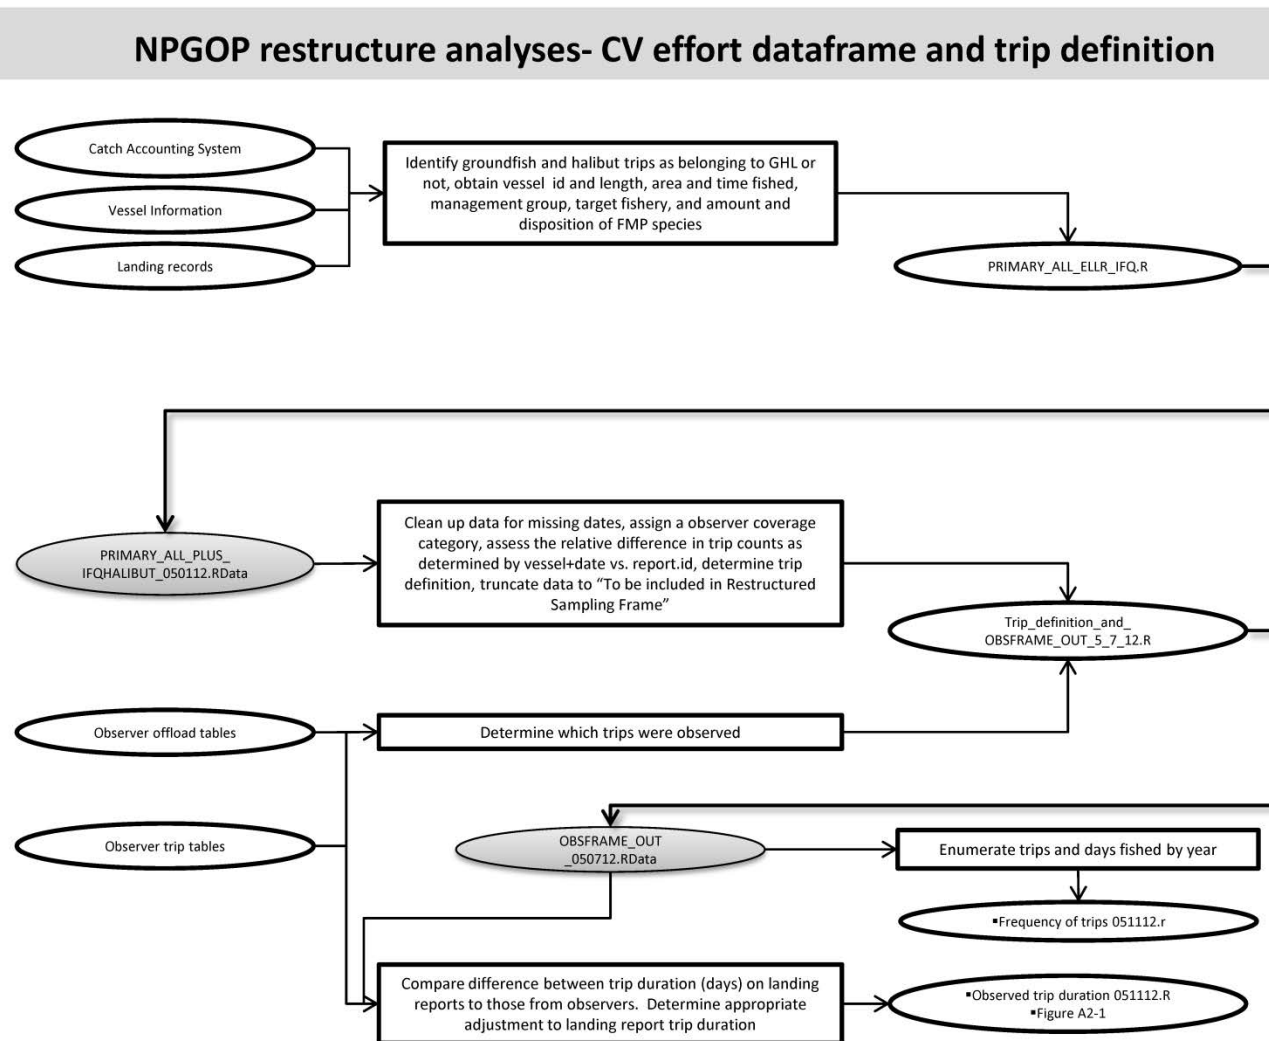 NPGOP restructure analyses- CV effort dataframe and trip definition
Catch Accounting System
Vessel Information
Landing records
Identify groundfish and halibut trips as belonging to GHL or
not, obtain vessel id and length, area and time fished,
management group, target fishery, and amount and
disposition of FMP species
PRIMARY_ALL_ELLR_IFQ.R
PRIMARY_ALL_PLUS_
IFQHALIBUT_050112.RData
Clean up data for missing dates, assign a observer coverage
category, assess the relative difference in trip counts as
determined by vessel+date vs. report.id, determine trip
definition, truncate data to “To be included in Restructured
Sampling Frame”
Trip_definition_and_
OBSFRAME_OUT_5_7_12.R
Observer offload tables
Determine which trips were observed
Observer trip tables
OBSFRAME_OUT
_050712.RData
Enumerate trips and days fished by year
▪Frequency of trips 051112.r
Compare difference between trip duration (days) on landing
reports to those from observers. Determine appropriate
adjustment to landing report trip duration
▪Observed trip duration 051112.R
▪Figure A2-1